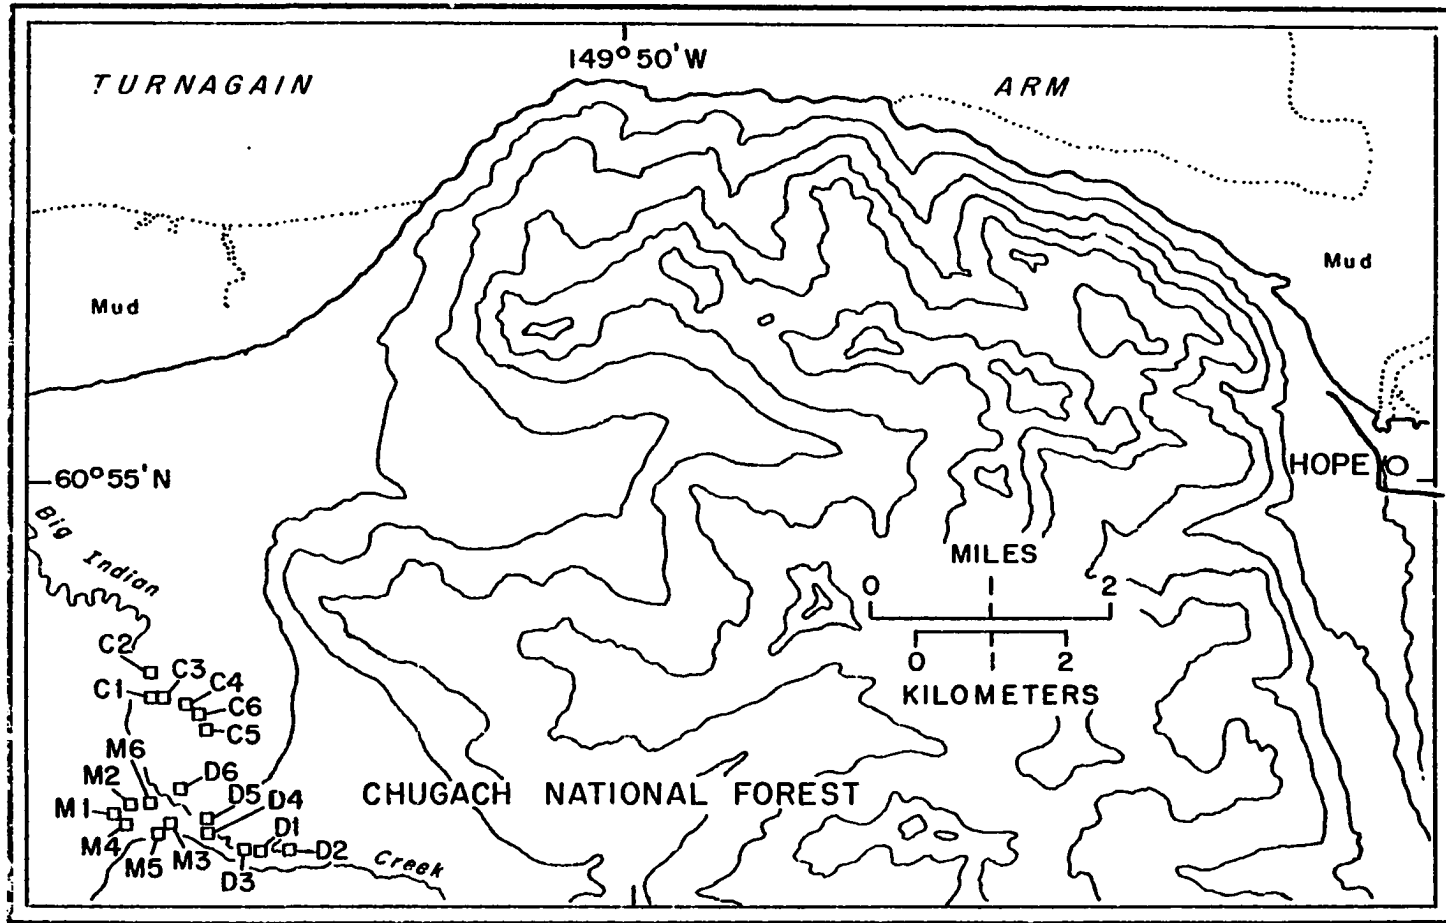 149° 50' W
TURNAGAIN ARM
Mud
Mud
60° 55' N
HOPE
Big Indian
MILES
0 1 2
0 1 2
KILOMETERS
C2
C3
C1
C4
C6
C5
M6
M2
D6
M1
D5
D4
M4
D1
M5
M3
D2
D3
Creek
CHUGACH NATIONAL FOREST